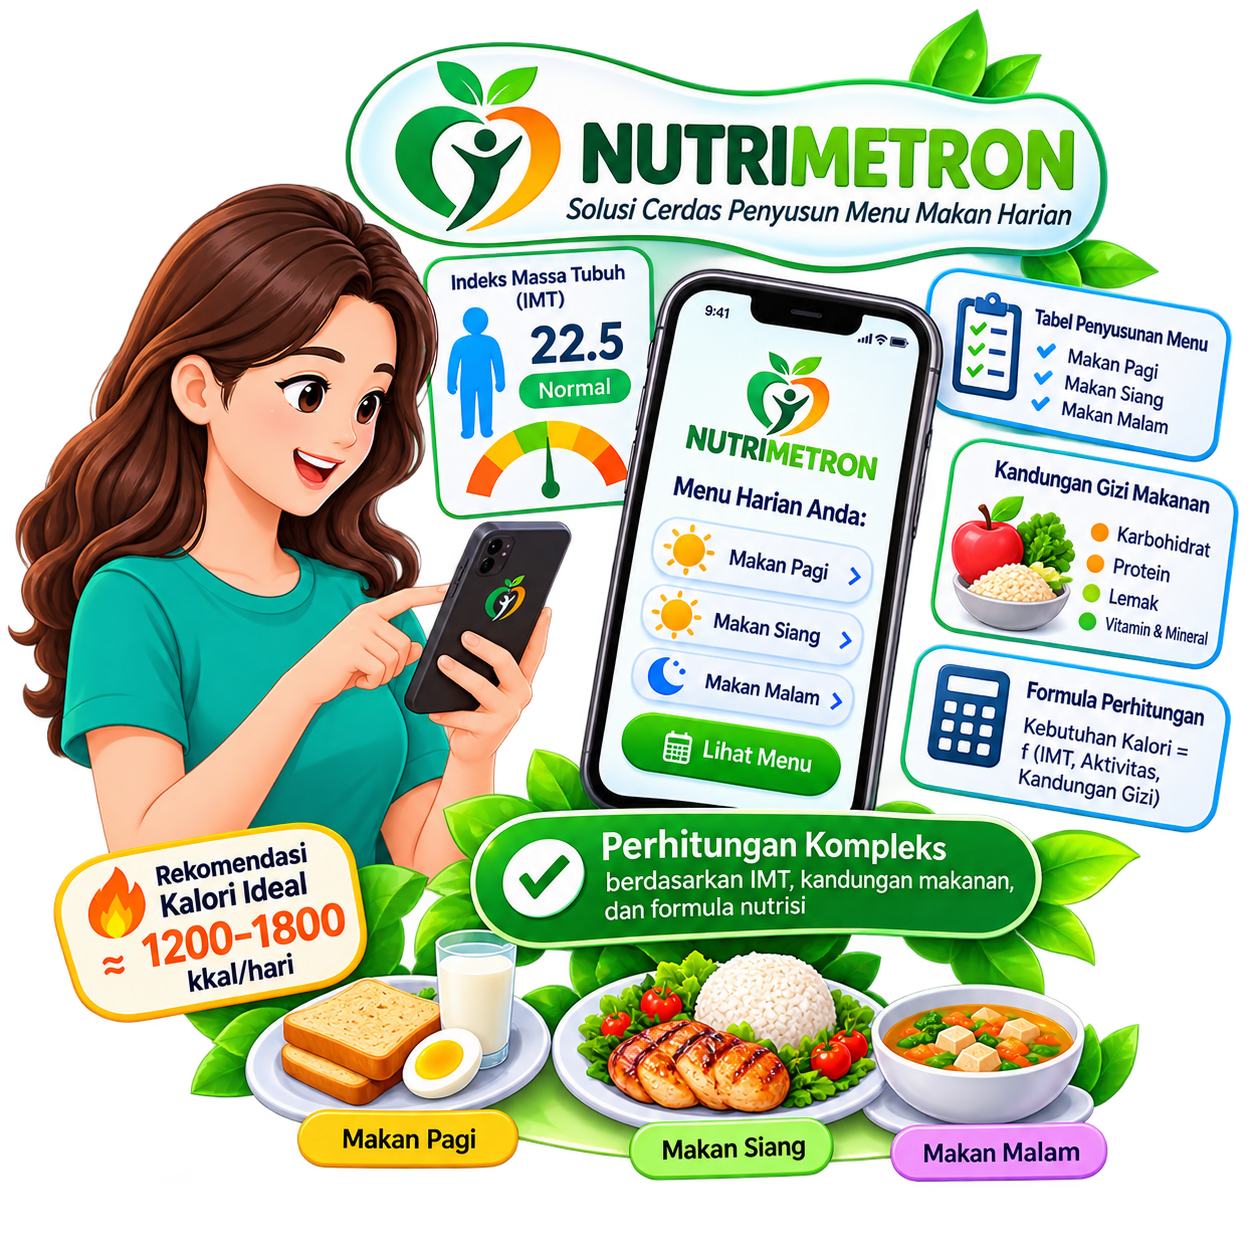 NUTRIMETRON
Solusi Cerdas Penyusun Menu Makan Harian
Indeks Massa Tubuh
(IMT)
22.5
Normal
9:41
NUTRIMETRON
Menu Harian Anda:
Makan Pagi
Makan Siang
Makan Malam
Lihat Menu
Tabel Penyusunan Menu
Makan Pagi
Makan Siang
Makan Malam
Kandungan Gizi Makanan
Karbohidrat
Protein
Lemak
Vitamin & Mineral
Formula Perhitungan
Kebutuhan Kalori =
f (IMT, Aktivitas,
Kandungan Gizi)
Perhitungan Kompleks
berdasarkan IMT, kandungan makanan,
dan formula nutrisi
Rekomendasi
Kalori Ideal
≈ 1200-1800
kkal/hari
Makan Pagi
Makan Siang
Makan Malam